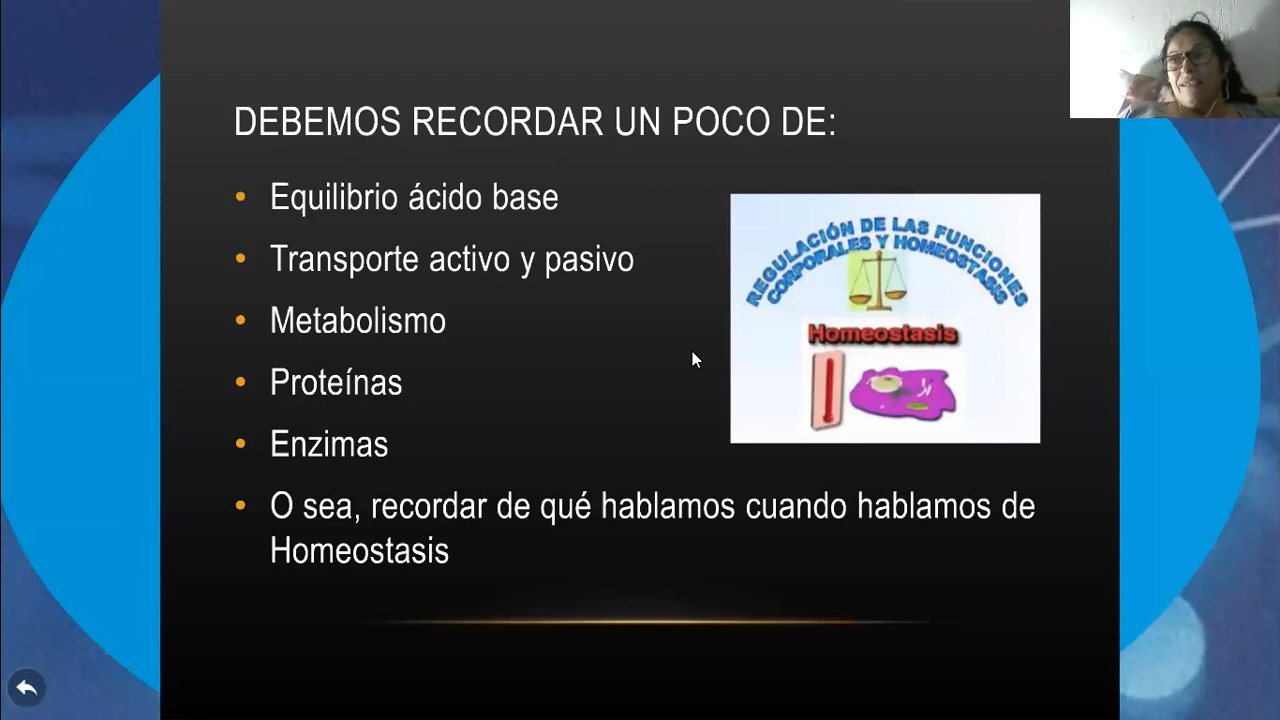 DEBEMOS RECORDAR UN POCO DE:
• Equilibrio ácido base
• Transporte activo y pasivo
• Metabolismo
• Proteínas
• Enzimas
• O sea, recordar de qué hablamos cuando hablamos de
Homeostasis
REGULACIÓN DE LAS FUNCIONES
CORPORALES Y HOMEOSTASIS
Homeostasis